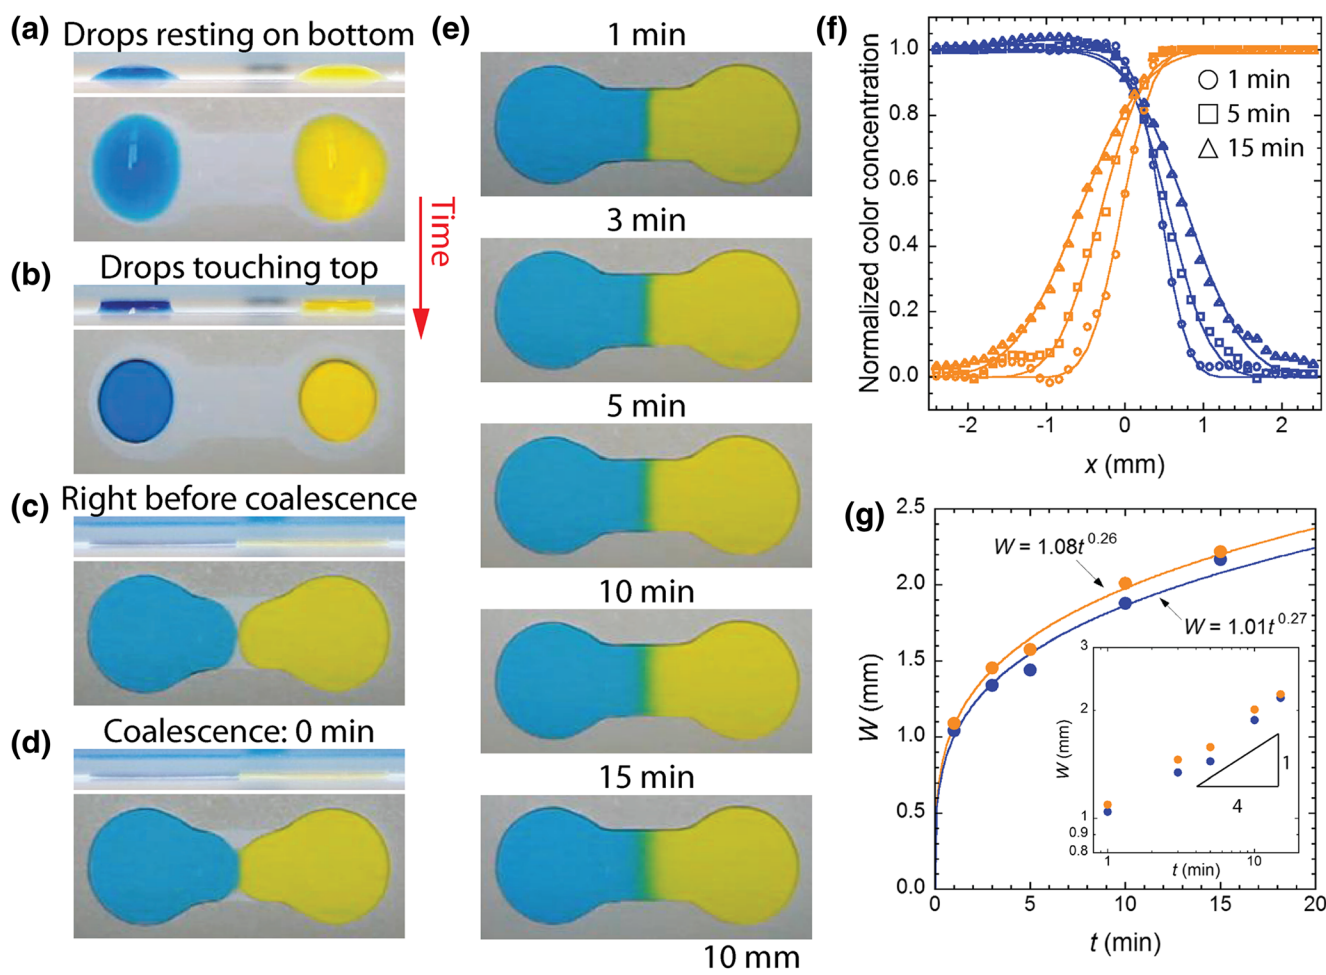 (a)
Drops resting on bottom
Time
(b)
Drops touching top
(c)
Right before coalescence
(d)
Coalescence: 0 min
(e)
1 min
3 min
5 min
10 min
15 min
10 mm
(f)
Normalized color concentration
1.0
0.8
0.6
0.4
0.2
0.0
1 min
5 min
15 min
-2
-1
0
1
2
x (mm)
(g)
W (mm)
2.5
2.0
1.5
1.0
0.5
0.0
W = 1.08t^0.26
W = 1.01t^0.27
W (mm)
3
2
1
0.9
0.8
1
4
1
10
t (min)
0
5
10
15
20
t (min)